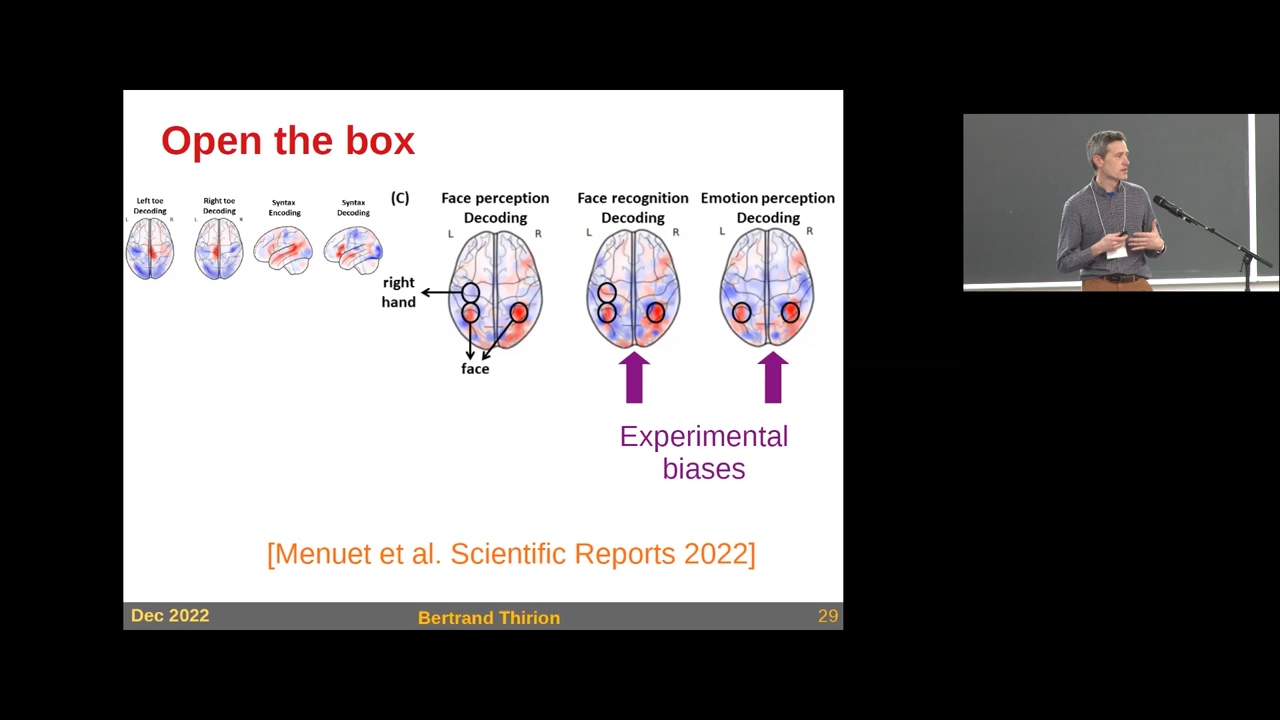 Open the box
Left toe
Decoding
L R
Right toe
Decoding
L R
Syntax
Encoding
Syntax
Decoding
(C)
Face perception
Decoding
L R
Face recognition
Decoding
L R
Emotion perception
Decoding
L R
right
hand
face
Experimental
biases
[Menuet et al. Scientific Reports 2022]
Dec 2022
Bertrand Thirion
29